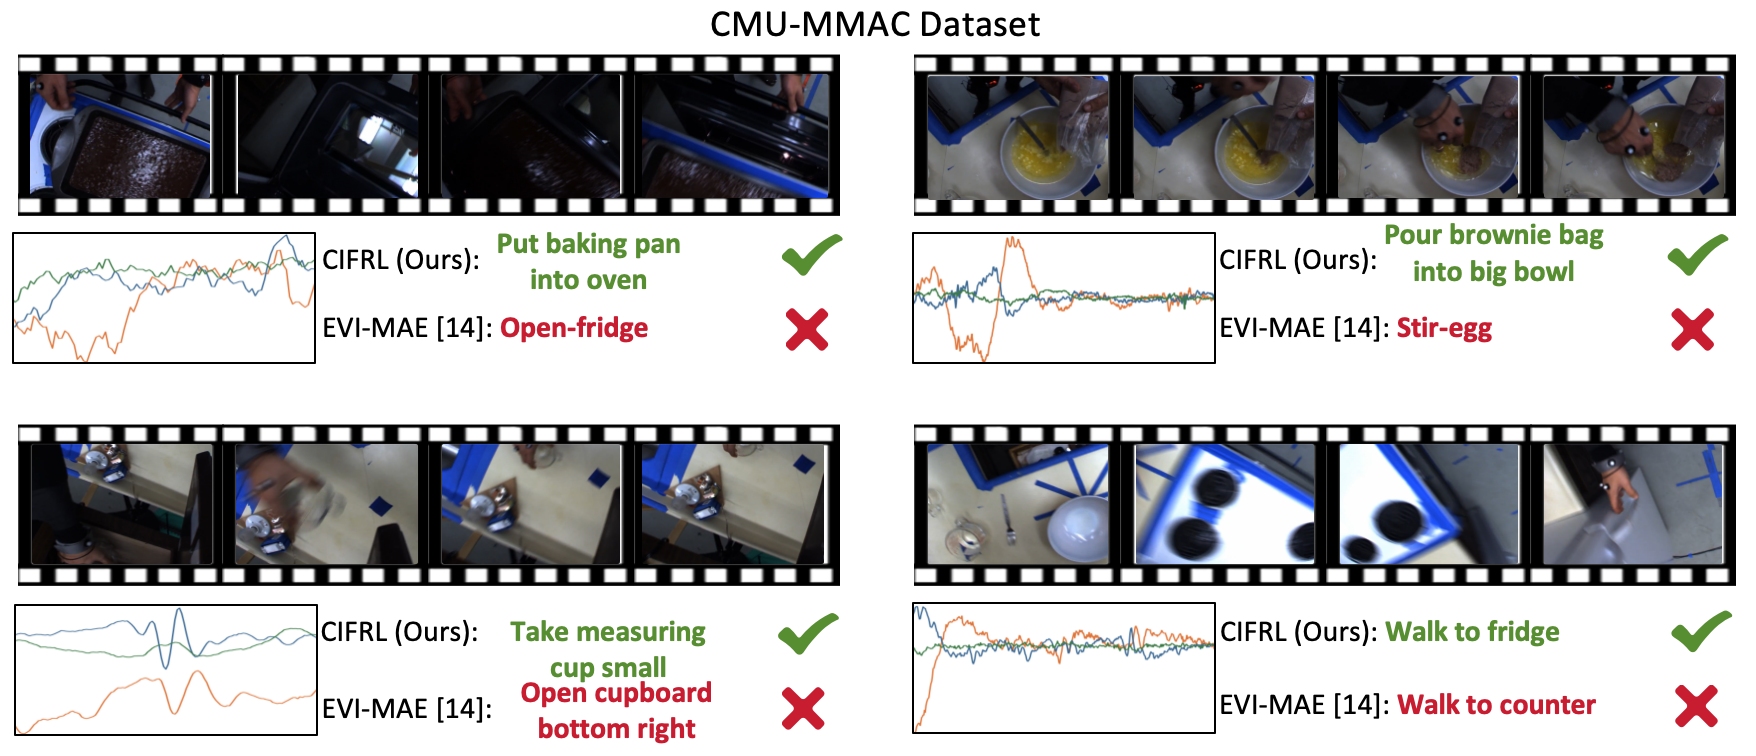 CMU-MMAC Dataset
CIFRL (Ours): Put baking pan
into oven
EVI-MAE [14]: Open-fridge
CIFRL (Ours): Pour brownie bag
into big bowl
EVI-MAE [14]: Stir-egg
CIFRL (Ours): Take measuring
cup small
EVI-MAE [14]: Open cupboard
bottom right
CIFRL (Ours): Walk to fridge
EVI-MAE [14]: Walk to counter